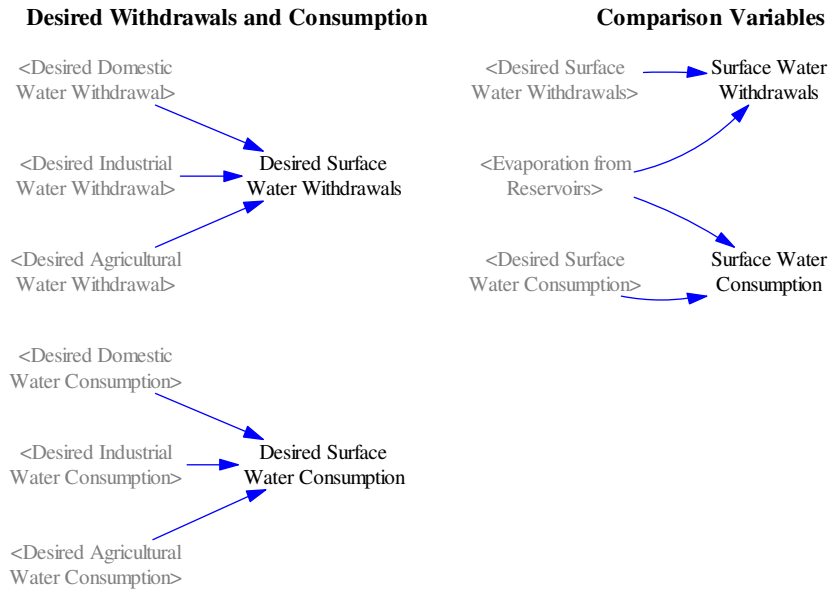 Desired Withdrawals and Consumption
<Desired Domestic
Water Withdrawal>
<Desired Industrial
Water Withdrawal>
Desired Surface
Water Withdrawals
<Desired Agricultural
Water Withdrawal>
<Desired Domestic
Water Consumption>
<Desired Industrial
Water Consumption>
Desired Surface
Water Consumption
<Desired Agricultural
Water Consumption>
Comparison Variables
<Desired Surface
Water Withdrawals>
Surface Water
Withdrawals
<Evaporation from
Reservoirs>
<Desired Surface
Water Consumption>
Surface Water
Consumption